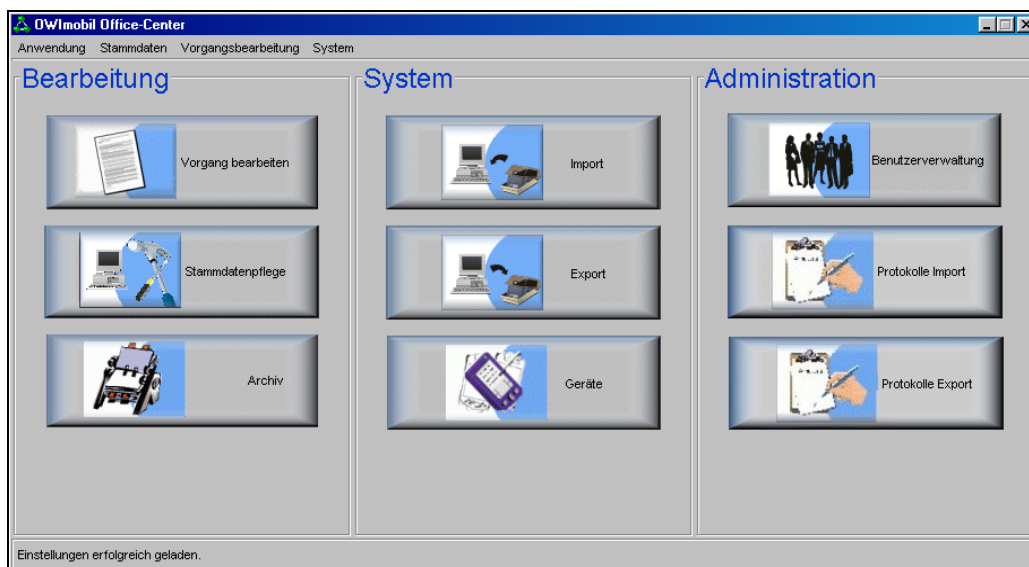 OWImobil Office-Center
Anwendung Stammdaten Vorgangsbearbeitung System
Bearbeitung
Vorgang bearbeiten
Stammdatenpflege
Archiv
System
Import
Export
Geräte
Administration
Benutzerverwaltung
Protokolle Import
Protokolle Export
Einstellungen erfolgreich geladen.